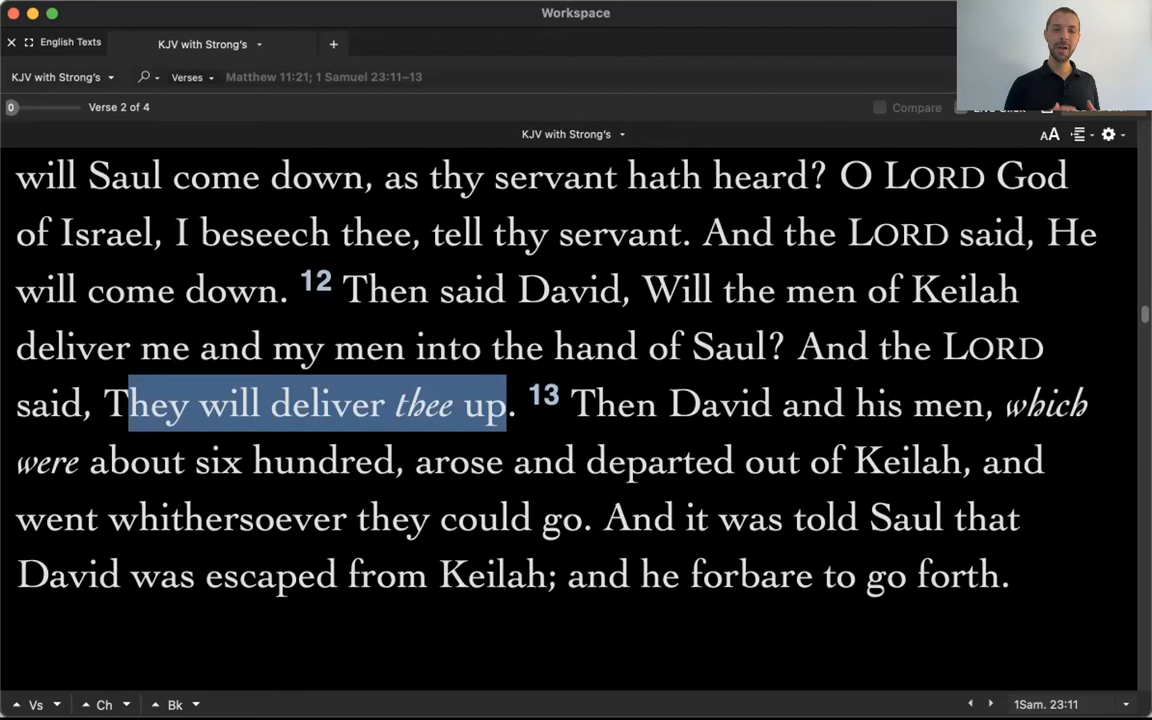 Workspace
English Texts
KJV with Strong's
+
KJV with Strong's
Verses
Matthew 11:21; 1 Samuel 23:11–13
0
Verse 2 of 4
Compare
KJV with Strong's
AA
will Saul come down, as thy servant hath heard? O LORD God
of Israel, I beseech thee, tell thy servant. And the LORD said, He
will come down. 12 Then said David, Will the men of Keilah
deliver me and my men into the hand of Saul? And the LORD
said, They will deliver thee up. 13 Then David and his men, which
were about six hundred, arose and departed out of Keilah, and
went whithersoever they could go. And it was told Saul that
David was escaped from Keilah; and he forbare to go forth.
Vs Ch Bk
1Sam. 23:11